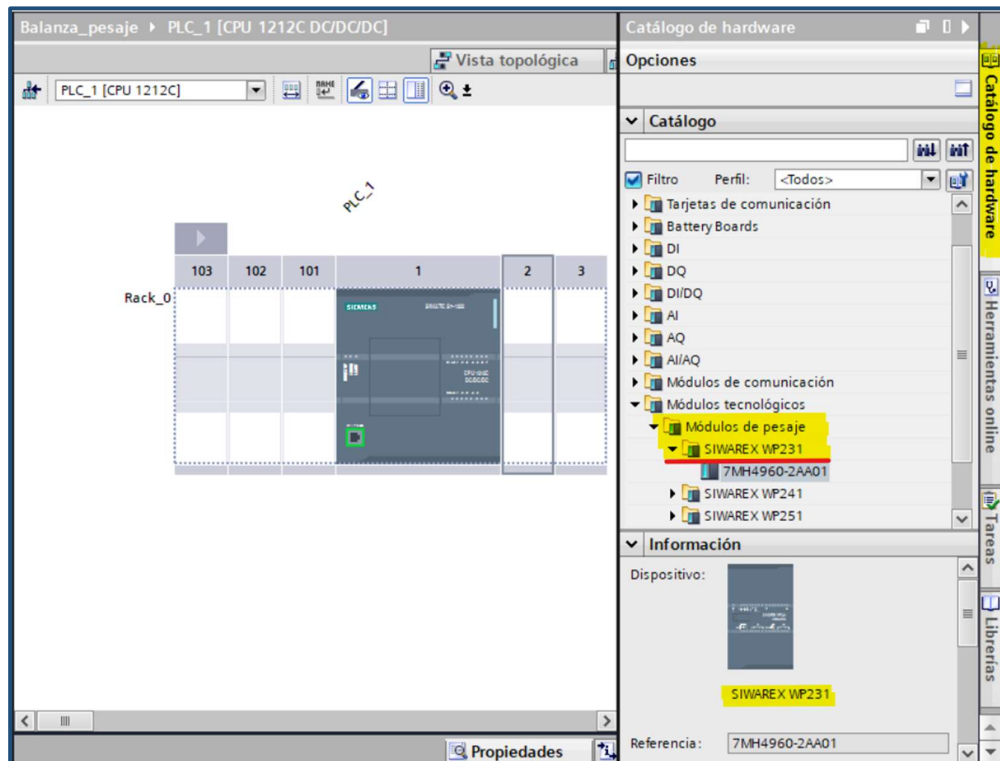 Balanza_pesaje ▸ PLC_1 [CPU 1212C DC/DC/DC]
Vista topológica
PLC_1 [CPU 1212C]
PLC_1
103 102 101 1 2 3
Rack_0
SIEMENS
Propiedades
Catálogo de hardware
Opciones
Catálogo
Filtro Perfil: <Todos>
Tarjetas de comunicación
Battery Boards
DI
DQ
DI/DQ
AI
AQ
AI/AQ
Módulos de comunicación
Módulos tecnológicos
Módulos de pesaje
SIWAREX WP231
7MH4960-2AA01
SIWAREX WP241
SIWAREX WP251
Información
Dispositivo:
SIWAREX WP231
Referencia: 7MH4960-2AA01
Catálogo de hardware
Herramientas online
Tareas
Librerías